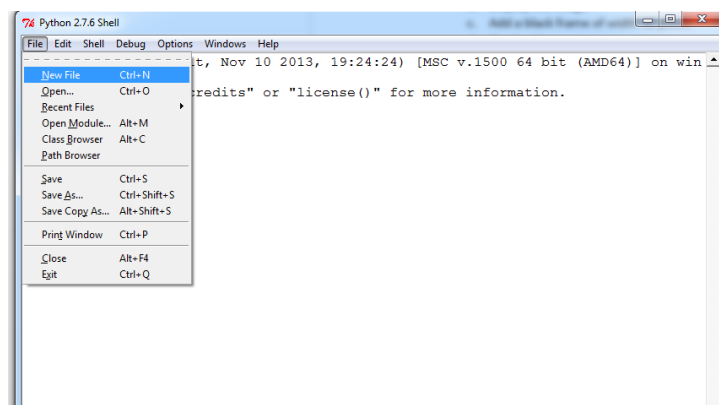 Python 2.7.6 Shell
File Edit Shell Debug Options Windows Help
t, Nov 10 2013, 19:24:24) [MSC v.1500 64 bit (AMD64)] on win
redits" or "license()" for more information.
New File Ctrl+N
Open... Ctrl+O
Recent Files
Open Module... Alt+M
Class Browser Alt+C
Path Browser
Save Ctrl+S
Save As... Ctrl+Shift+S
Save Copy As... Alt+Shift+S
Print Window Ctrl+P
Close Alt+F4
Exit Ctrl+Q